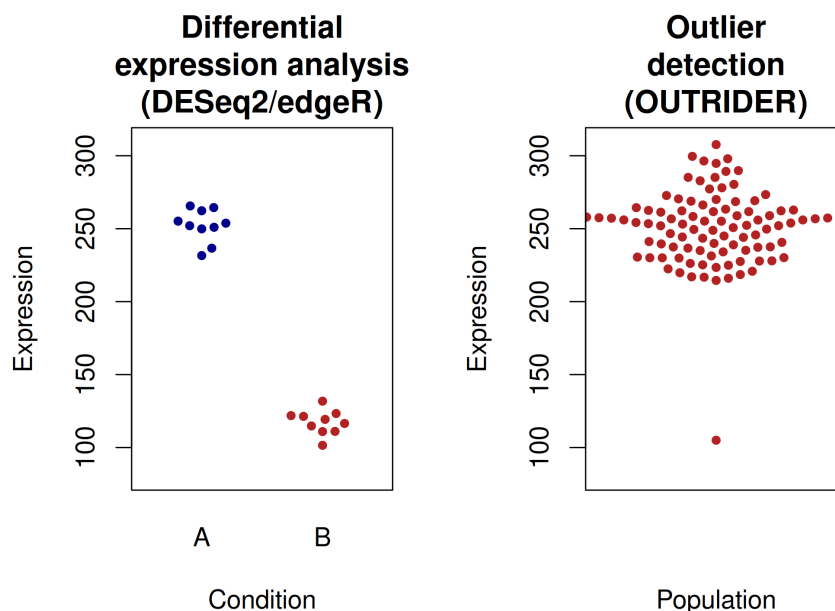 Differential
expression analysis
(DESeq2/edgeR)
Expression
300
250
200
150
100
A B
Condition
Outlier
detection
(OUTRIDER)
Expression
300
250
200
150
100
Population